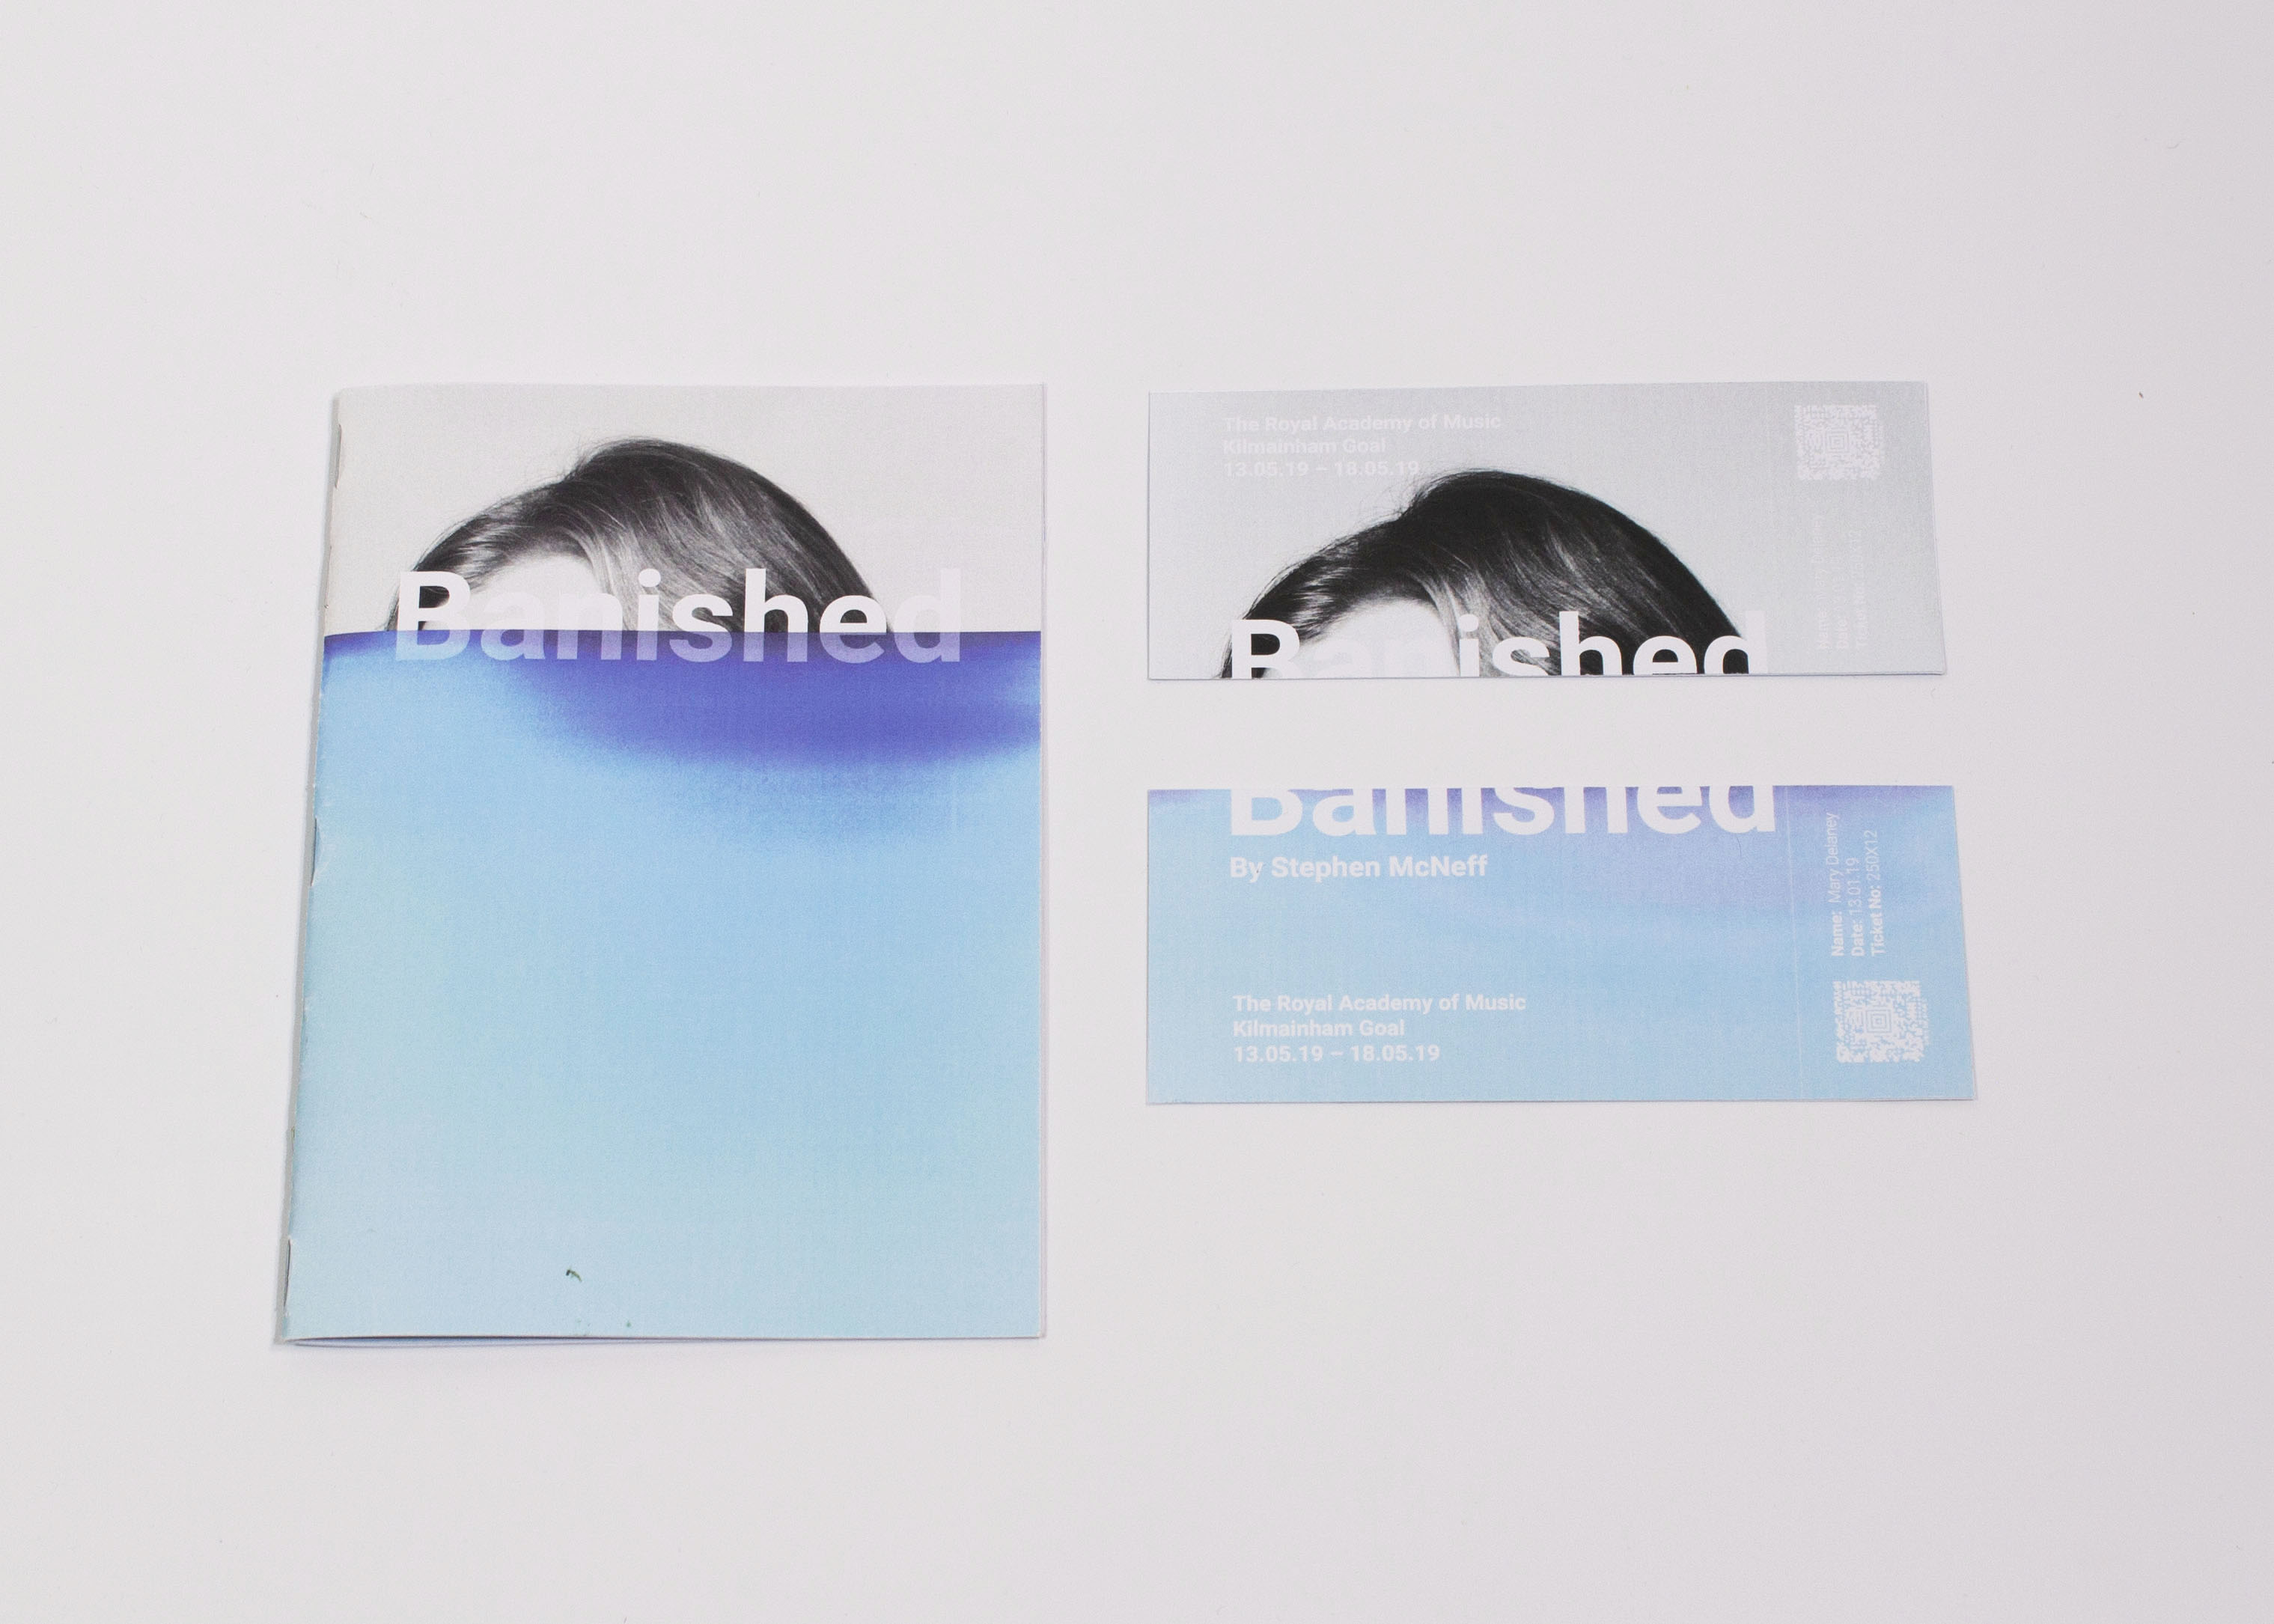 Banished
The Royal Academy of Music
Kilmainham Goal
13.05.19 – 18.05.19
Banished
Banished
By Stephen McNeff
The Royal Academy of Music
Kilmainham Goal
13.05.19 – 18.05.19
Name: Mary Delaney
Date: 13 01 19
Ticket No: 250X12